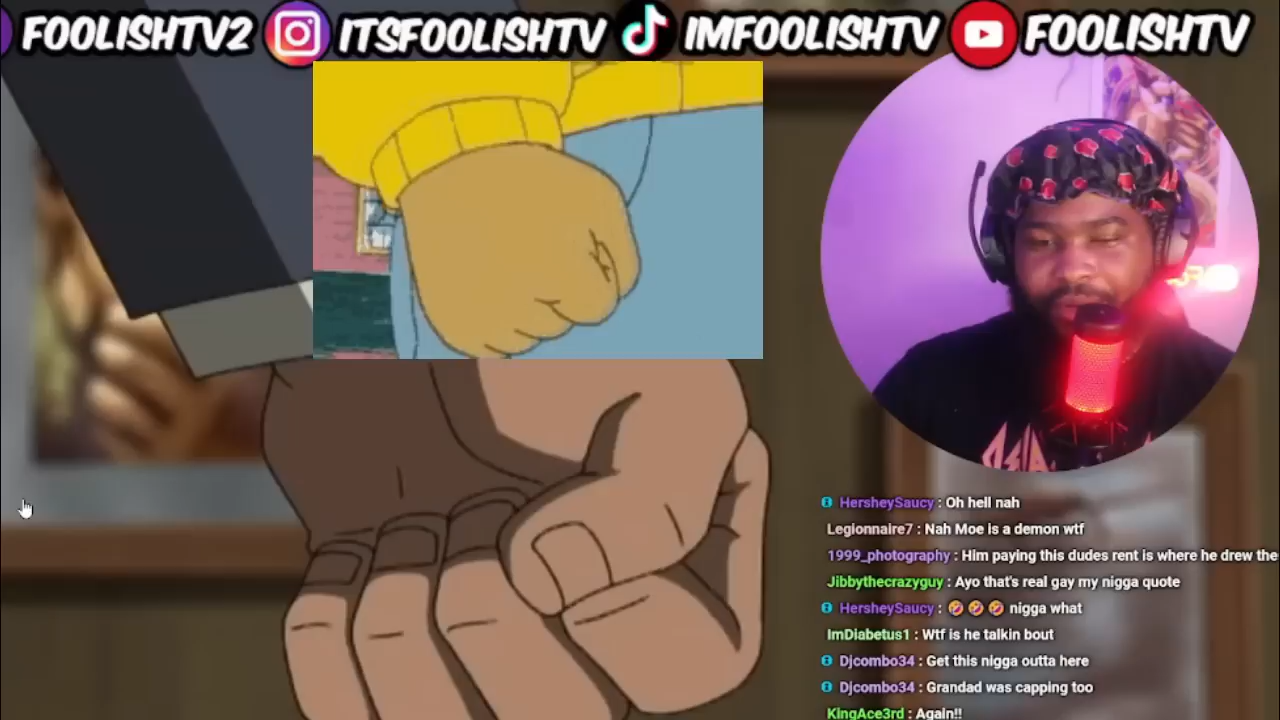 FOOLISHTV2 ITSFOOLISHTV IMFOOLISHTV FOOLISHTV
HersheySaucy : Oh hell nah
Legionnaire7 : Nah Moe is a demon wtf
1999_photography : Him paying this dudes rent is where he drew the
Jibbythecrazyguy : Ayo that's real gay my nigga quote
HersheySaucy : 🤣 🤣 🤣 nigga what
ImDiabetus1 : Wtf is he talkin bout
Djcombo34 : Get this nigga outta here
Djcombo34 : Grandad was capping too
KingAce3rd : Again!!